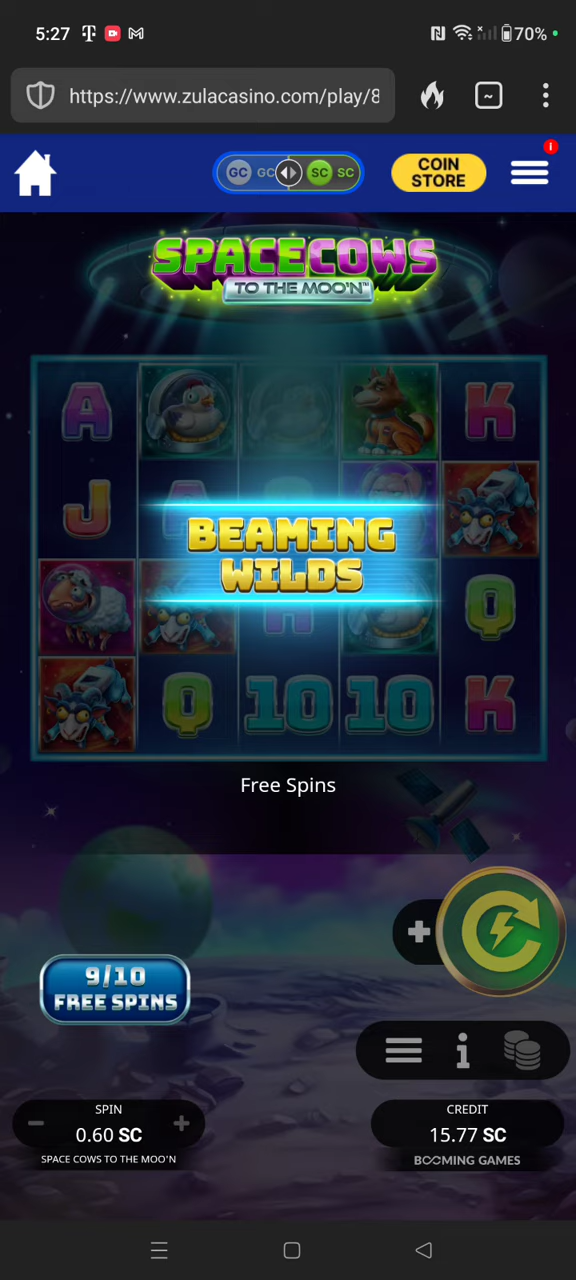 5:27
70%
https://www.zulacasino.com/play/8
~
GC GC SC SC
COIN
STORE
i
SPACECOWS
TO THE MOO'N™
A K
J
BEAMING
WILDS
Q
Q 10 10 K
Free Spins
+
9/10
FREE SPINS
SPIN
− 0.60 SC +
SPACE COWS TO THE MOO'N
CREDIT
15.77 SC
BOOMING GAMES